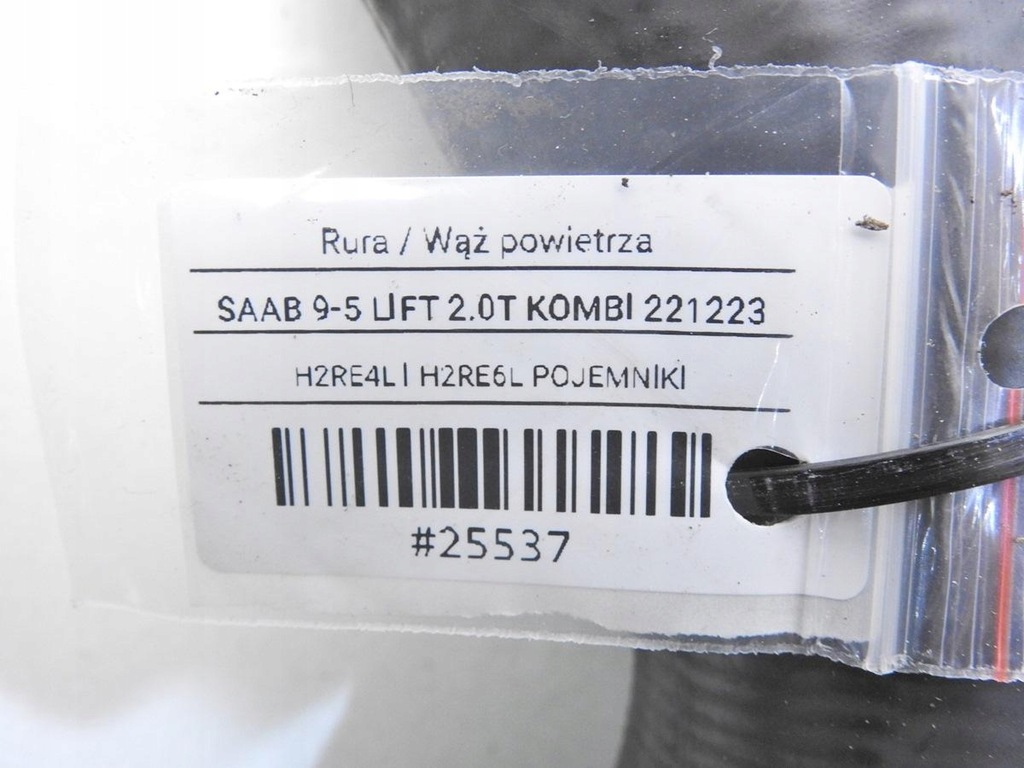 Rura / Wąż powietrza
SAAB 9-5 LIFT 2.0T KOMBI 221223
H2RE4L I H2RE6L POJEMNIKI
#25537